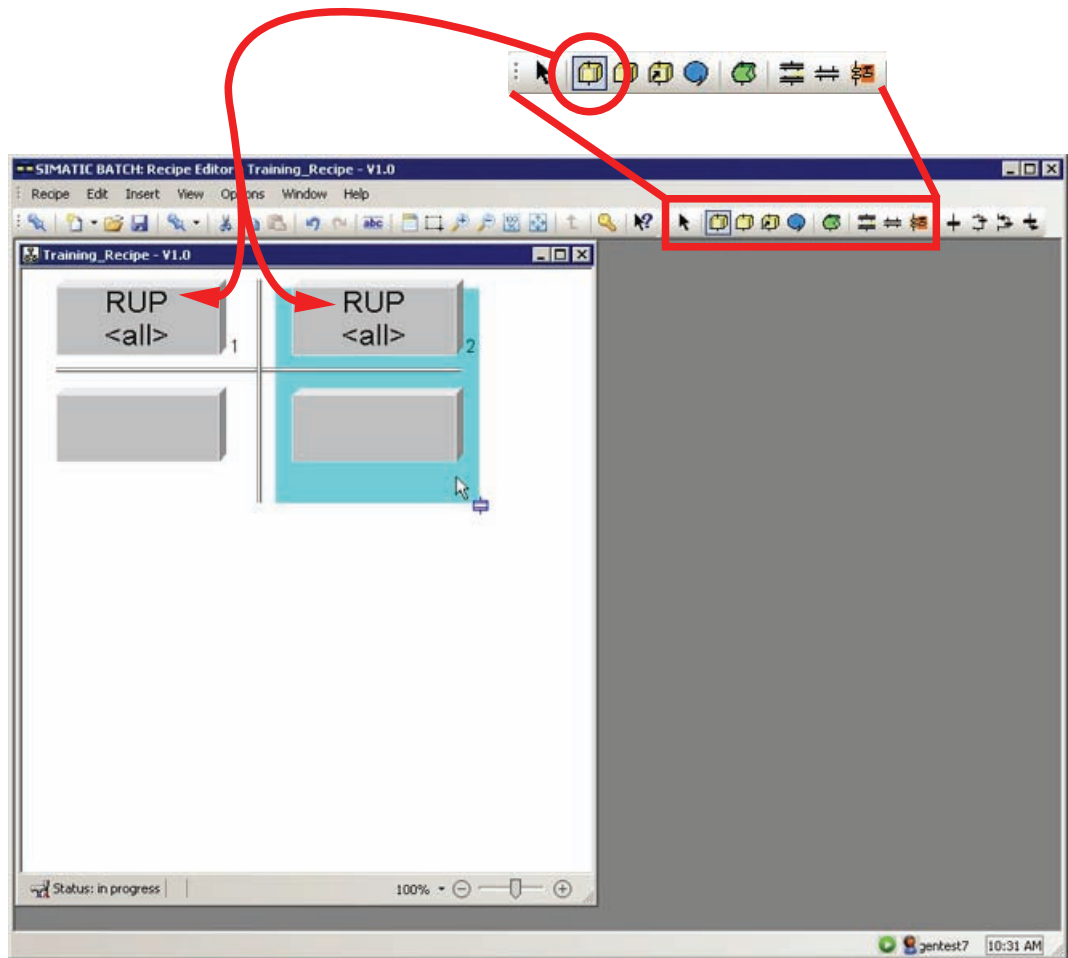 SIMATIC BATCH: Recipe Editor - Training_Recipe - V1.0
Recipe Edit Insert View Options Window Help
abc
Training_Recipe - V1.0
RUP
<all>
1
RUP
<all>
2
Status: in progress
100%
gentest7
10:31 AM